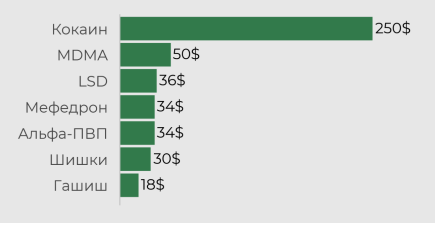 Кокаин 250$
MDMA 50$
LSD 36$
Мефедрон 34$
Альфа-ПВП 34$
Шишки 30$
Гашиш 18$